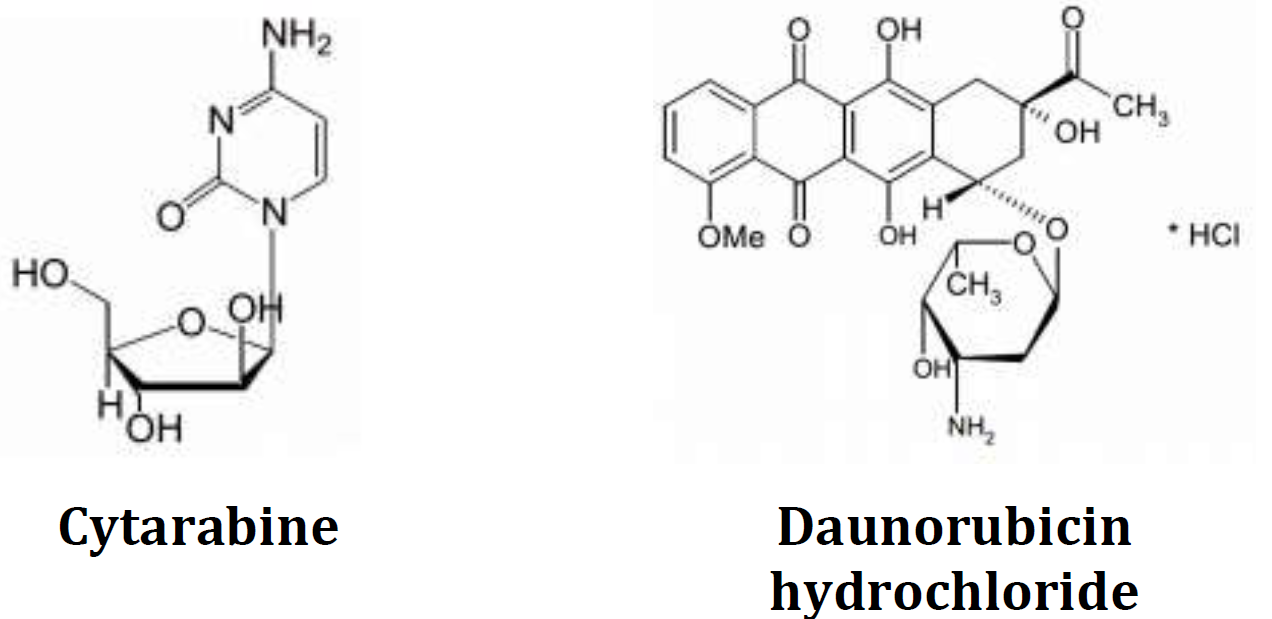 NH₂
N
O
N
HO
OH
O
H
OH
Cytarabine
O
OH
O
CH₃
OH
H
O
OMe
O
OH
O
CH₃
OH
NH₂
* HCl
Daunorubicin
hydrochloride